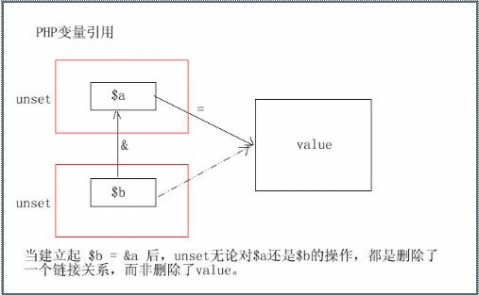 PHP变量引用
unset
$a
=
value
&
$b
unset
当建立起 $b = &a 后，unset无论对$a还是$b的操作，都是删除了
一个链接关系，而非删除了value。